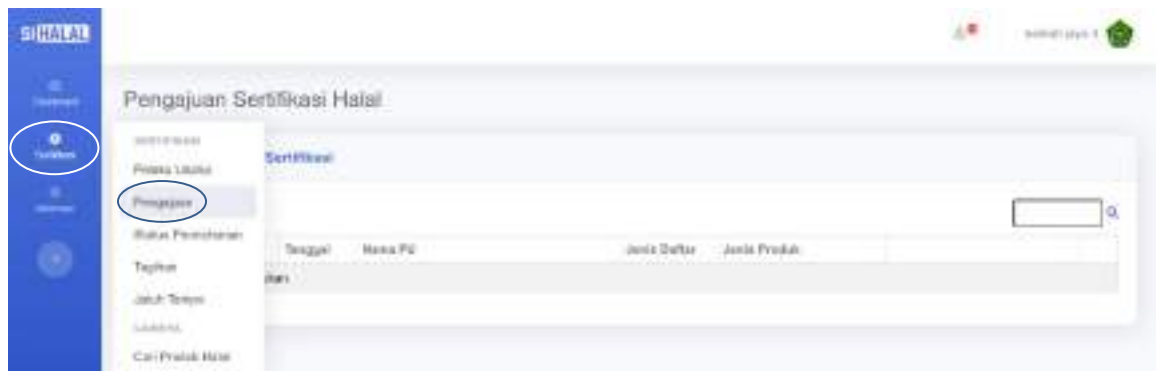 SIHALAL
Pengajuan Sertifikasi Halal
Sertifikasi
Pelaku Usaha
Pengajuan
Status Permohonan
Tanggal Nama PU Jenis Daftar Jenis Produk
Tagihan
Jatuh Tempo
Cari Produk Halal